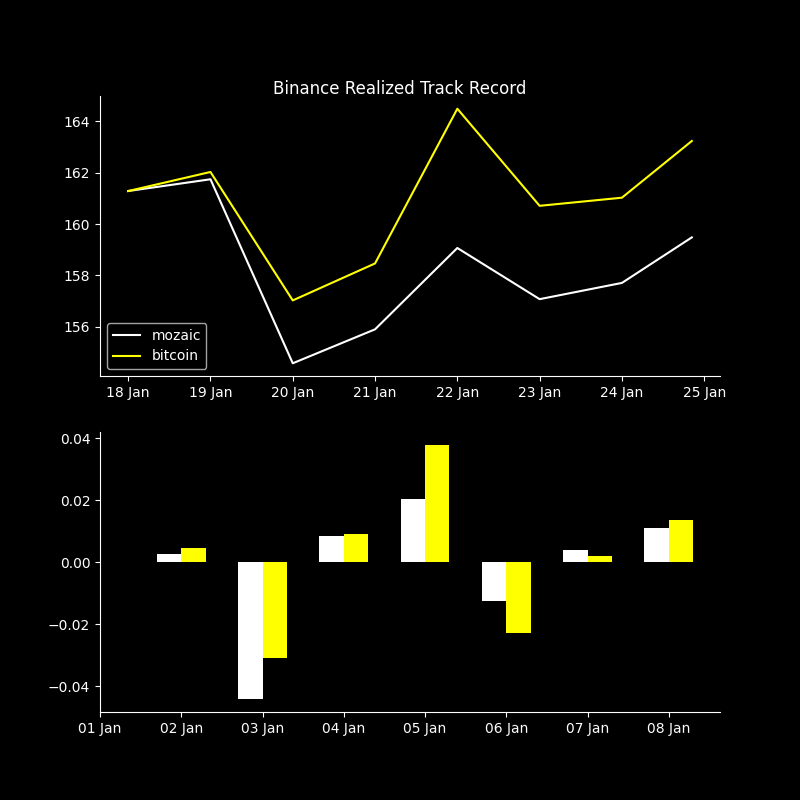 Binance Realized Track Record
164
162
160
158
156
mozaic
bitcoin
18 Jan 19 Jan 20 Jan 21 Jan 22 Jan 23 Jan 24 Jan 25 Jan
0.04
0.02
0.00
−0.02
−0.04
01 Jan 02 Jan 03 Jan 04 Jan 05 Jan 06 Jan 07 Jan 08 Jan